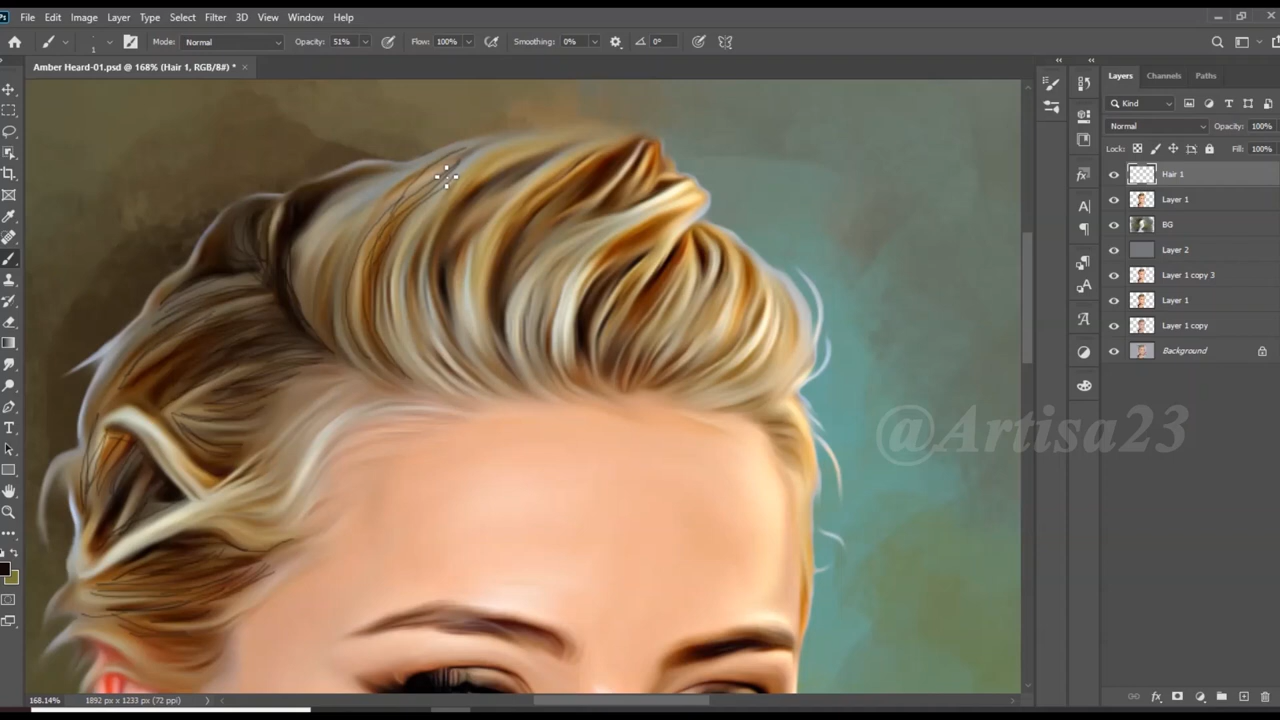 Ps File Edit Image Layer Type Select Filter 3D View Window Help
1 Mode: Normal Opacity: 51% Flow: 100% Smoothing: 0% 0°
Amber Heard-01.psd @ 168% (Hair 1, RGB/8#) * ×
Layers Channels Paths
Kind
Normal Opacity: 100%
Lock: Fill: 100%
Hair 1
Layer 1
BG
Layer 2
Layer 1 copy 3
Layer 1
Layer 1 copy
Background
@Artisa23
168.14% 1892 px x 1233 px (72 ppi)